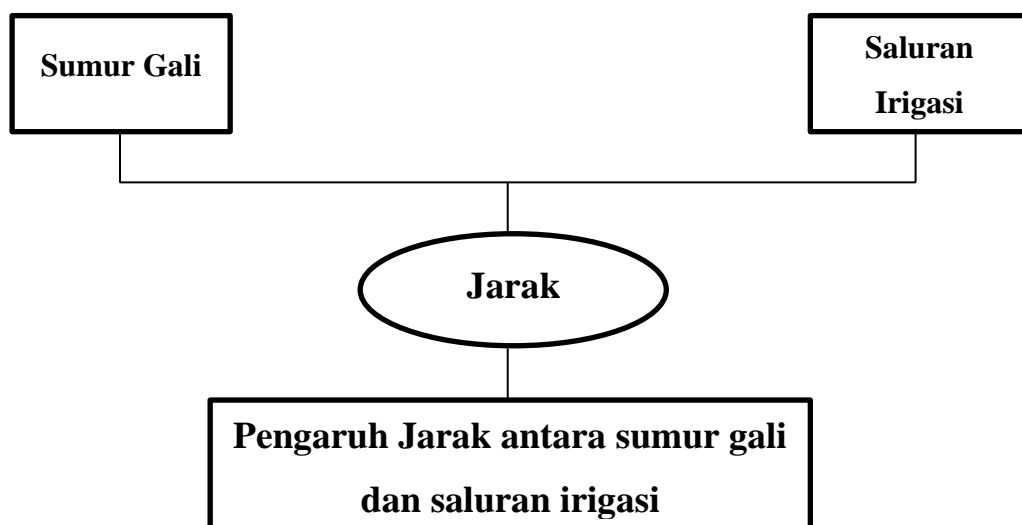 Sumur Gali
Saluran
Irigasi
Jarak
Pengaruh Jarak antara sumur gali
dan saluran irigasi